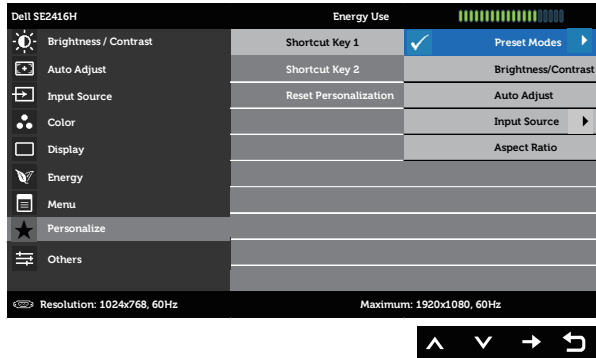 Dell SE2416H Energy Use
Brightness / Contrast Shortcut Key 1 Preset Modes
Auto Adjust Shortcut Key 2 Brightness/Contrast
Input Source Reset Personalization Auto Adjust
Color Input Source
Display Aspect Ratio
Energy
Menu
Personalize
Others
Resolution: 1024x768, 60Hz Maximum: 1920x1080, 60Hz